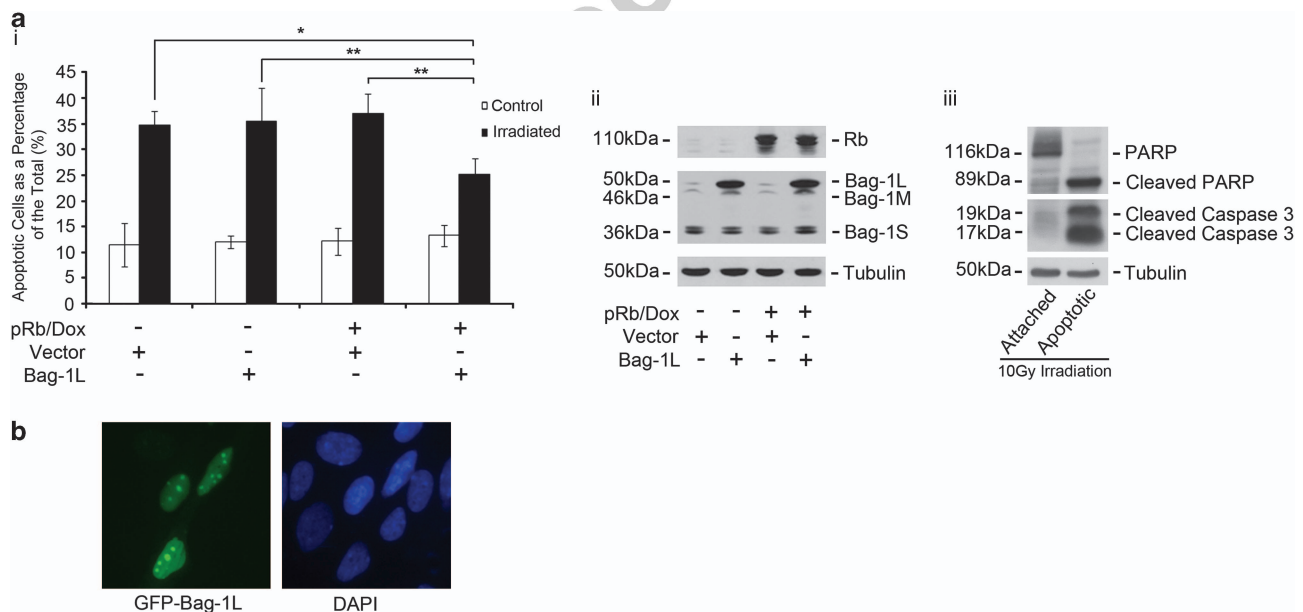 a
i
*
**
**
Apoptotic Cells as a Percentage
of the Total (%)
45
40
35
30
25
20
15
10
5
0
Control
Irradiated
pRb/Dox - - + +
Vector + - + -
Bag-1L - + - +
ii
110kDa - Rb
50kDa - Bag-1L
46kDa - Bag-1M
36kDa - Bag-1S
50kDa - Tubulin
pRb/Dox - - + +
Vector + - + -
Bag-1L - + - +
iii
116kDa - PARP
89kDa - Cleaved PARP
19kDa - Cleaved Caspase 3
17kDa - Cleaved Caspase 3
50kDa - Tubulin
Attached
Apoptotic
10Gy Irradiation
b
GFP-Bag-1L
DAPI